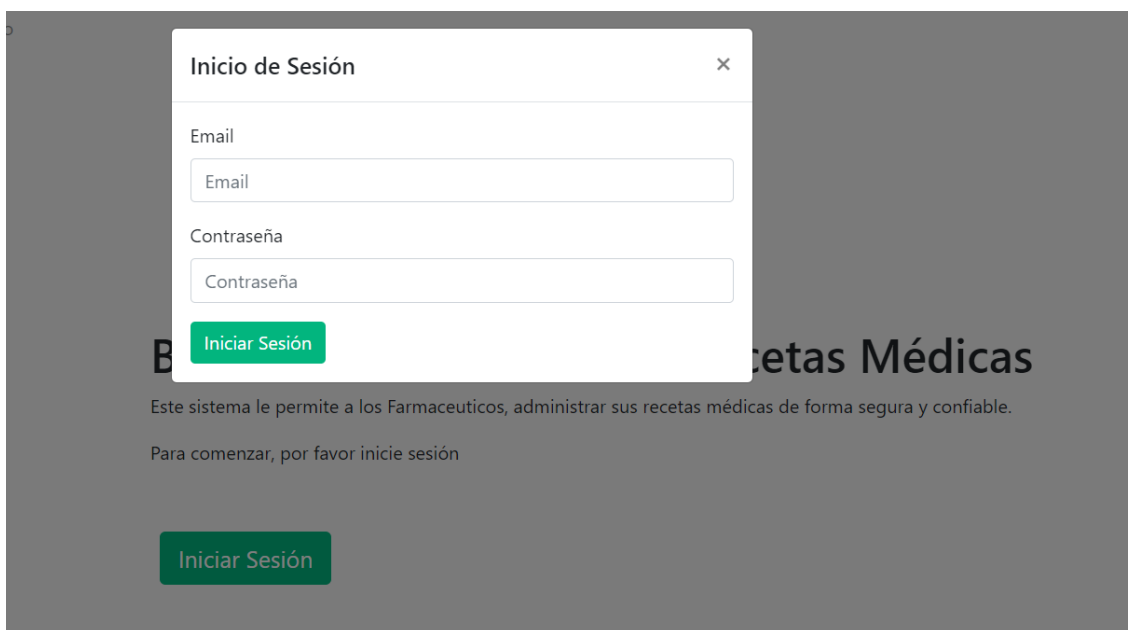 Inicio de Sesión ×
Email
Email
Contraseña
Contraseña
Iniciar Sesión
Médicas
Este sistema le permite a los Farmaceuticos, administrar sus recetas médicas de forma segura y confiable.
Para comenzar, por favor inicie sesión
Iniciar Sesión